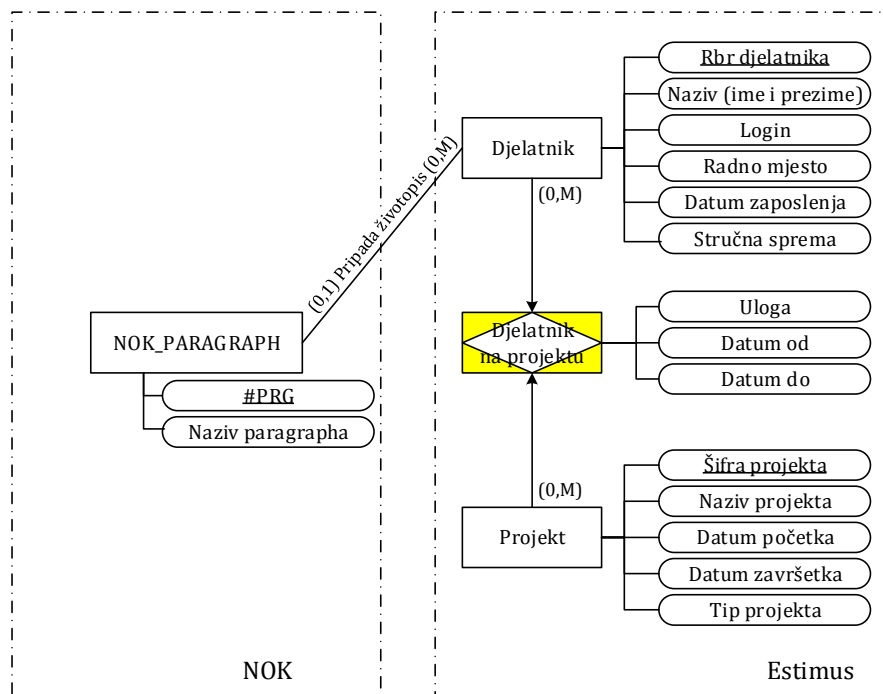 Rbr djelatnika
Naziv (ime i prezime)
Login
Radno mjesto
Datum zaposlenja
Stručna sprema
Djelatnik
(0,M)
(0,1) Pripada životopis (0,M)
NOK_PARAGRAPH
#PRG
Naziv paragrapha
Djelatnik
na projektu
Uloga
Datum od
Datum do
(0,M)
Projekt
Šifra projekta
Naziv projekta
Datum početka
Datum završetka
Tip projekta
NOK
Estimus